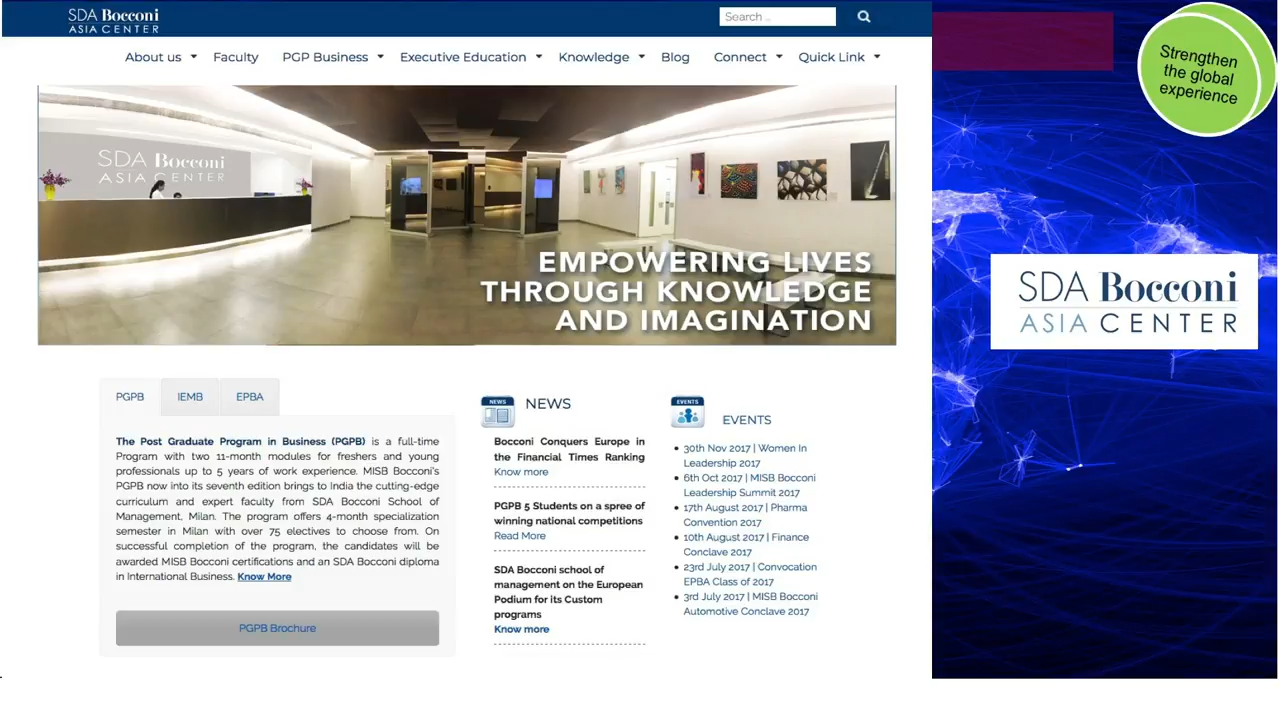 SDA Bocconi
ASIA CENTER
Search ..
About us
Faculty
PGP Business
Executive Education
Knowledge
Blog
Connect
Quick Link
SDA Bocconi
ASIA CENTER
EMPOWERING LIVES
THROUGH KNOWLEDGE
AND IMAGINATION
PGPB
IEMB
EPBA
The Post Graduate Program in Business (PGPB) is a full-time
Program with two 11-month modules for freshers and young
professionals up to 5 years of work experience. MISB Bocconi's
PGPB now into its seventh edition brings to India the cutting-edge
curriculum and expert faculty from SDA Bocconi School of
Management, Milan. The program offers 4-month specialization
semester in Milan with over 75 electives to choose from. On
successful completion of the program, the candidates will be
awarded MISB Bocconi certifications and an SDA Bocconi diploma
in International Business. Know More
PGPB Brochure
NEWS
NEWS
Bocconi Conquers Europe in
the Financial Times Ranking
Know more
PGPB 5 Students on a spree of
winning national competitions
Read More
SDA Bocconi school of
management on the European
Podium for its Custom
programs
Know more
EVENTS
EVENTS
30th Nov 2017 | Women In
Leadership 2017
6th Oct 2017 | MISB Bocconi
Leadership Summit 2017
17th August 2017 | Pharma
Convention 2017
10th August 2017 | Finance
Conclave 2017
23rd July 2017 | Convocation
EPBA Class of 2017
3rd July 2017 | MISB Bocconi
Automotive Conclave 2017
Strengthen
the global
experience
SDA Bocconi
ASIA CENTER